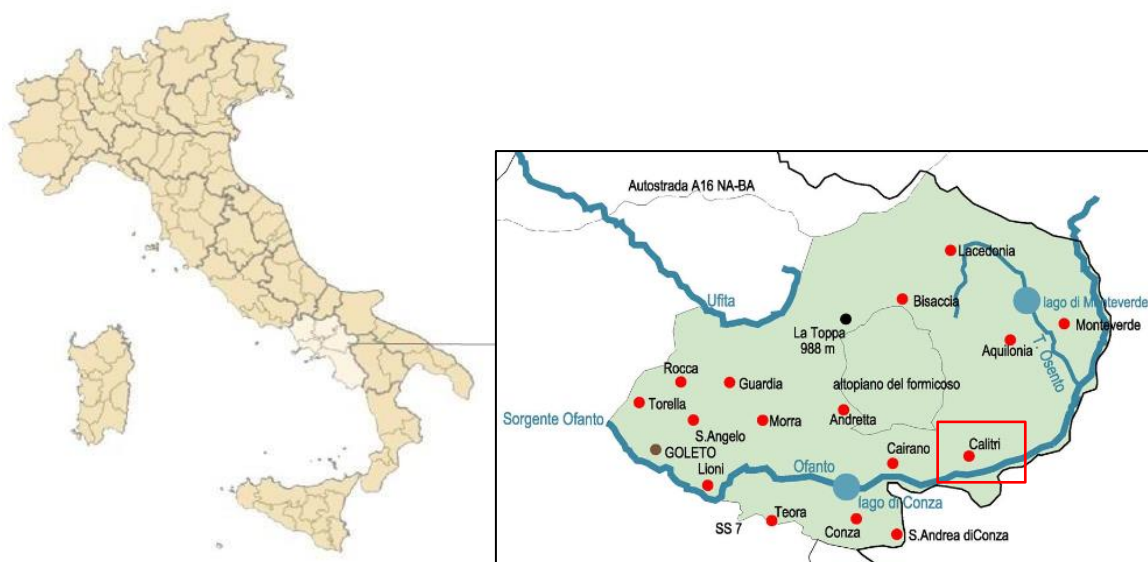 Autostrada A16 NA-BA
Lacedonia
Ufita
Bisaccia
lago di Monteverde
La Toppa
988 m
Monteverde
Aquilonia
T. Osento
Rocca
Guardia
altopiano del formicoso
Torella
Sorgente Ofanto
S.Angelo
Morra
Andretta
GOLETO
Cairano
Calitri
Lioni
Ofanto
lago di Conza
Teora
SS 7
Conza
S.Andrea diConza